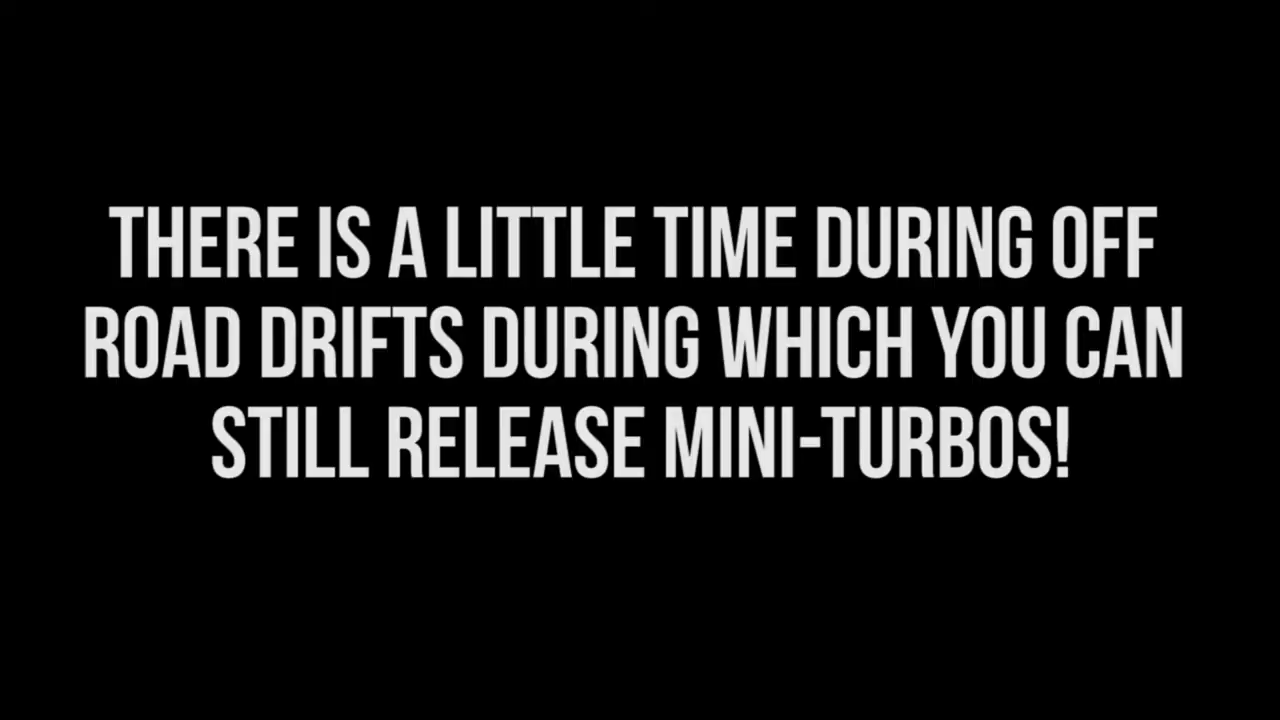 THERE IS A LITTLE TIME DURING OFF
ROAD DRIFTS DURING WHICH YOU CAN
STILL RELEASE MINI-TURBOS!